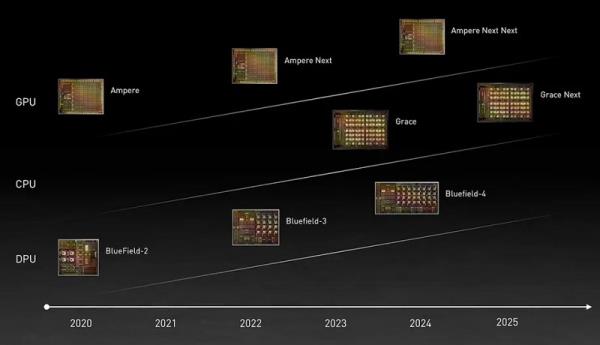 Ampere Next Next
Ampere Next
Ampere
GPU
Grace Next
Grace
CPU
Bluefield-4
Bluefield-3
BlueField-2
DPU
2020 2021 2022 2023 2024 2025